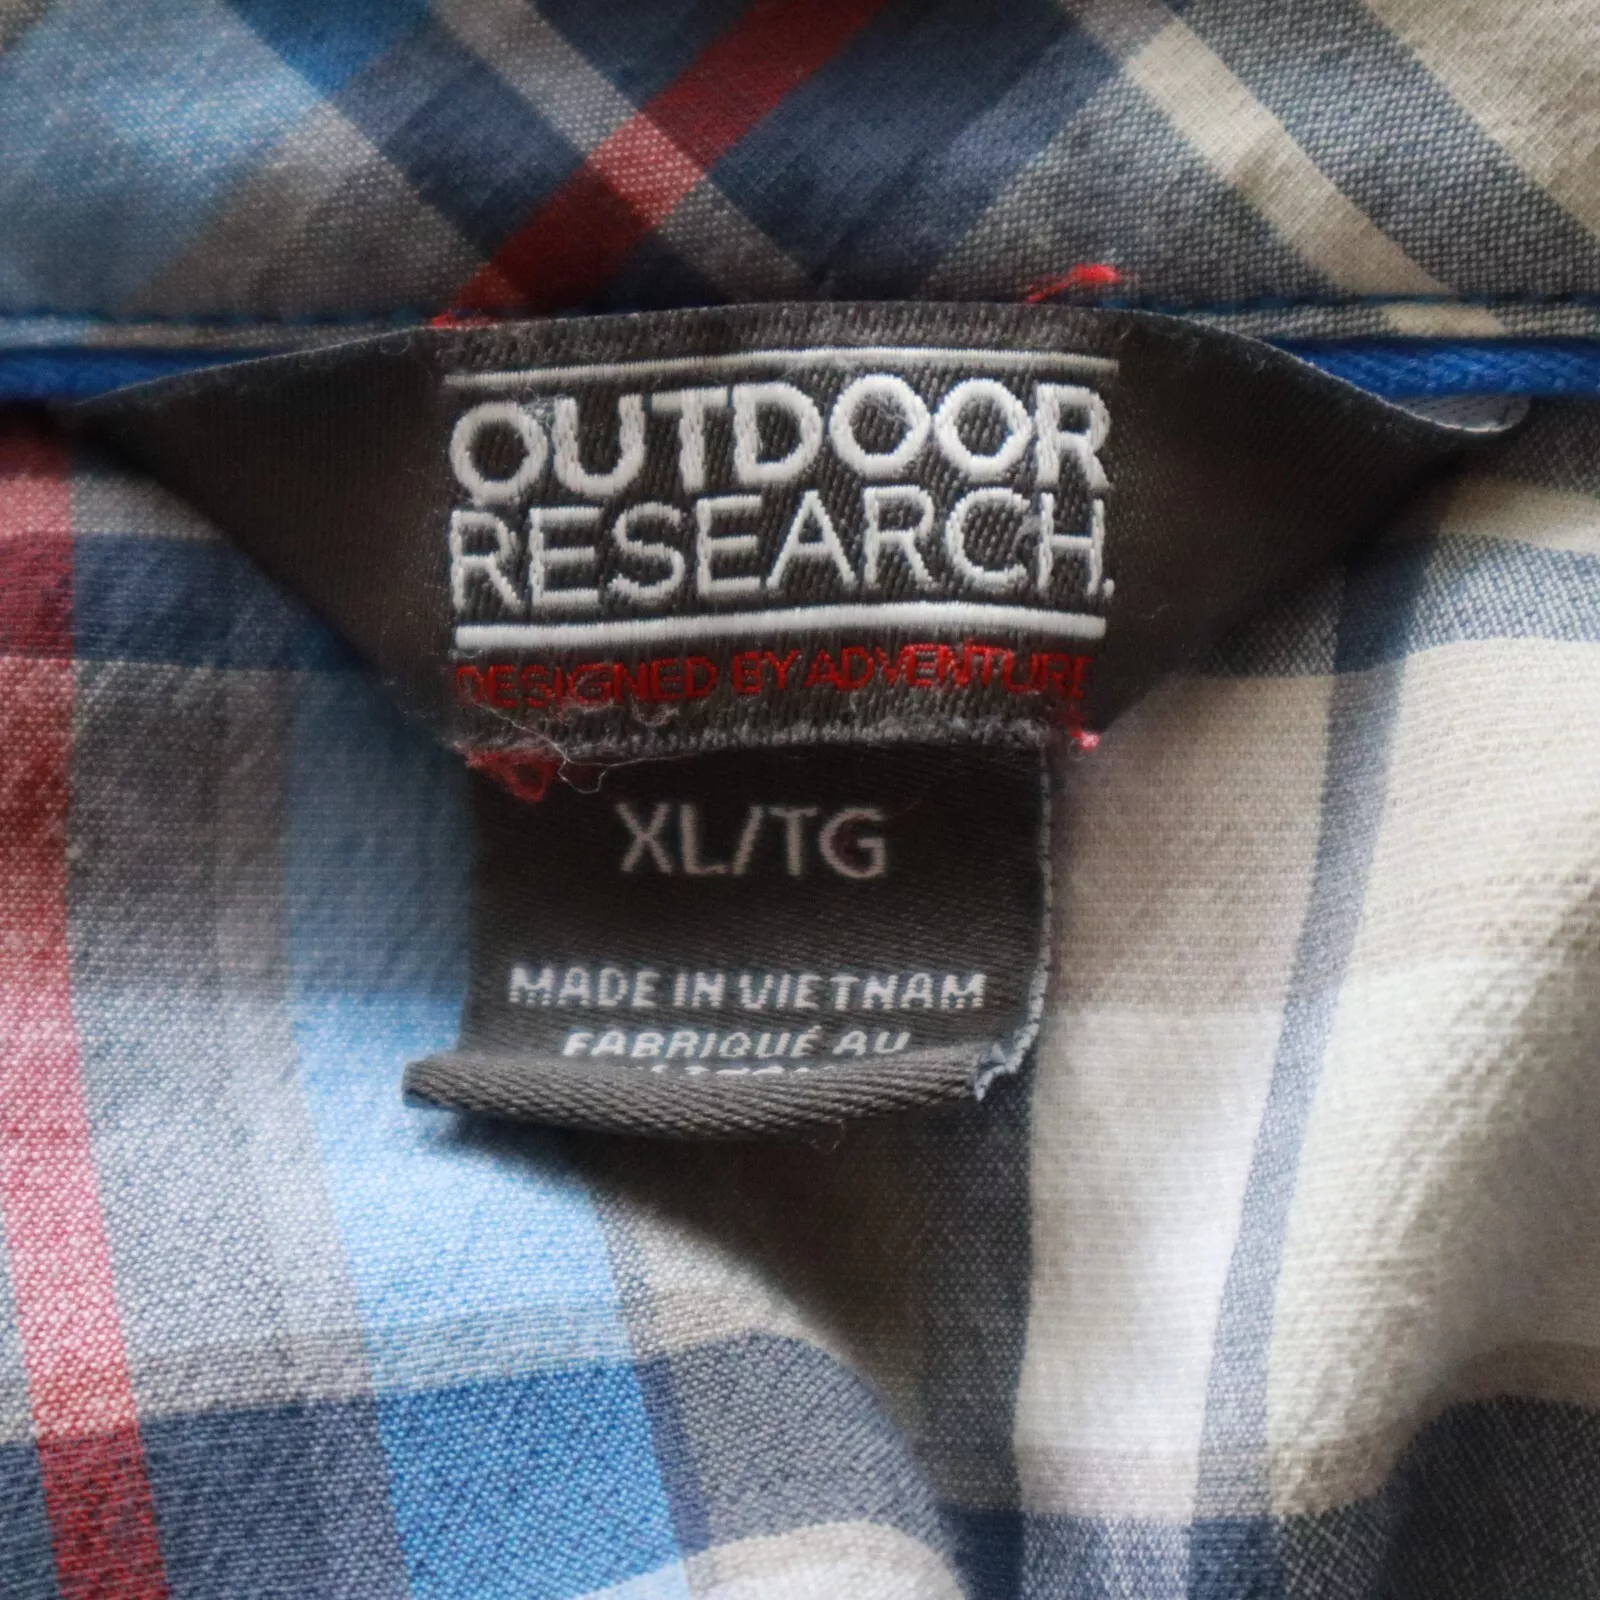 OUTDOOR
RESEARCH.
DESIGNED BY ADVENTURE
XL/TG
MADE IN VIETNAM
FABRIQUÉ AU